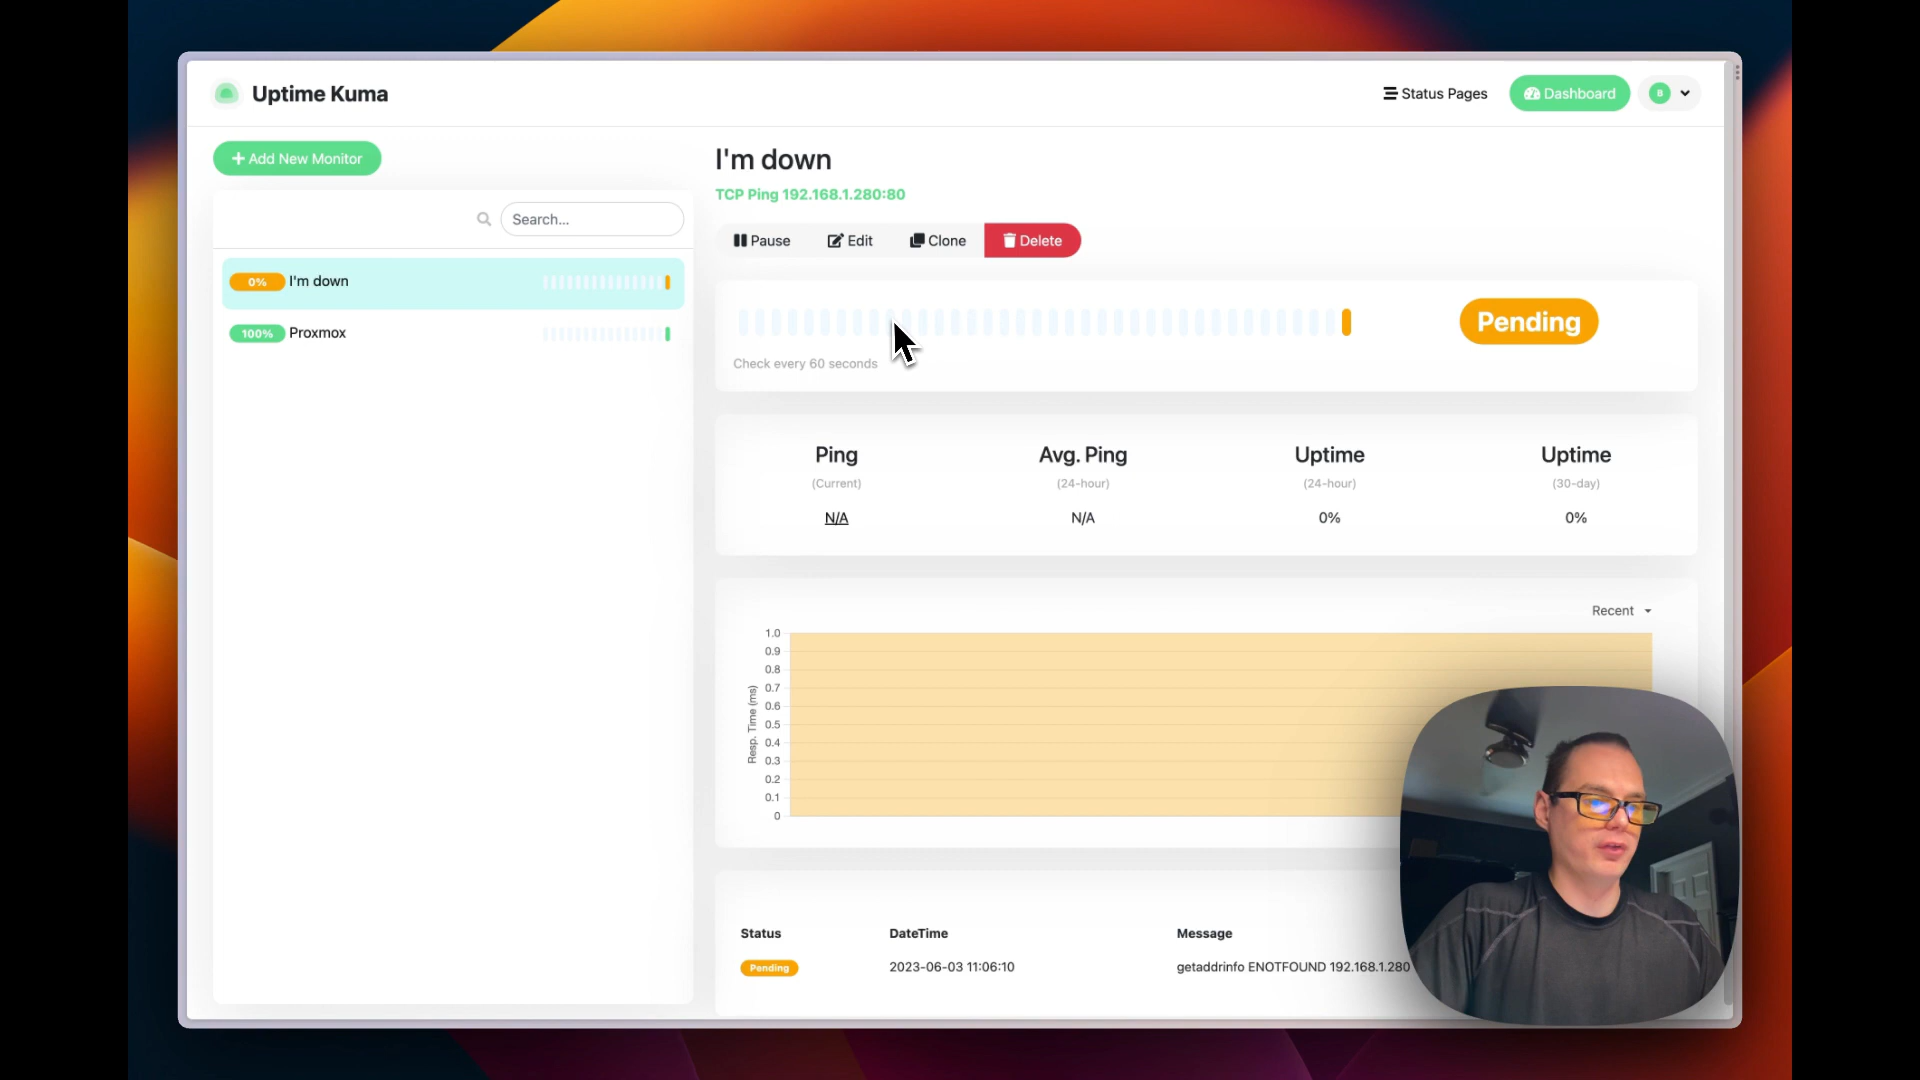 Uptime Kuma
Status Pages
Dashboard
B
+ Add New Monitor
Search...
0% I'm down
100% Proxmox
I'm down
TCP Ping 192.168.1.280:80
Pause
Edit
Clone
Delete
Pending
Check every 60 seconds
Ping
(Current)
N/A
Avg. Ping
(24-hour)
N/A
Uptime
(24-hour)
0%
Uptime
(30-day)
0%
Recent
Resp. Time (ms)
1.0
0.9
0.8
0.7
0.6
0.5
0.4
0.3
0.2
0.1
0
Status DateTime Message
Pending 2023-06-03 11:06:10 getaddrinfo ENOTFOUND 192.168.1.280